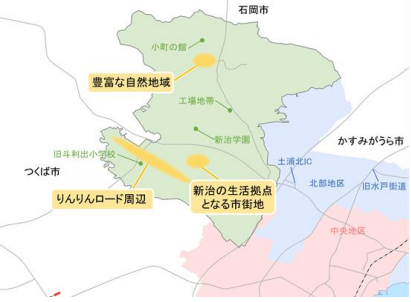 石岡市
小町の館
豊富な自然地域
工場地帯
新治学園
かすみがうら市
旧斗利出小学校
土浦北IC
つくば市
北部地区
旧水戸街道
りんりんロード周辺
新治の生活拠点
となる市街地
中央地区